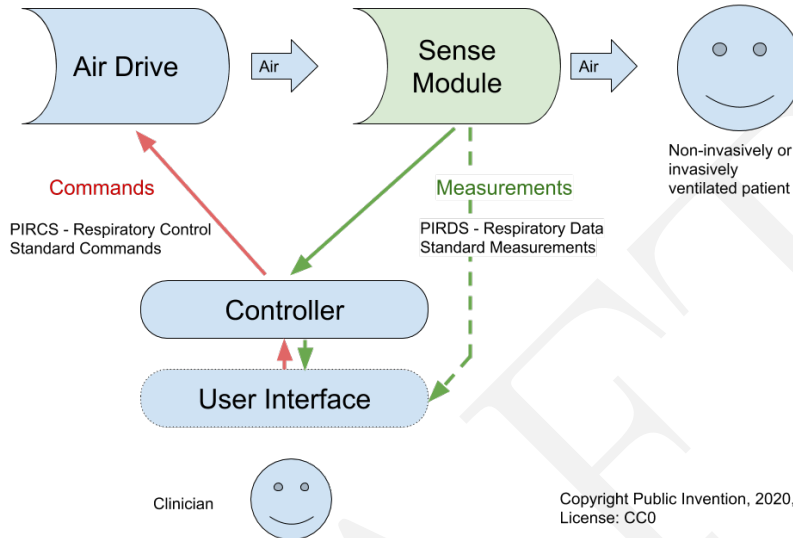 Air Drive
Air
Sense
Module
Air
Non-invasively or
invasively
ventilated patient
Commands
PIRCS - Respiratory Control
Standard Commands
Measurements
PIRDS - Respiratory Data
Standard Measurements
Controller
User Interface
Clinician
Copyright Public Invention, 2020,
License: CC0